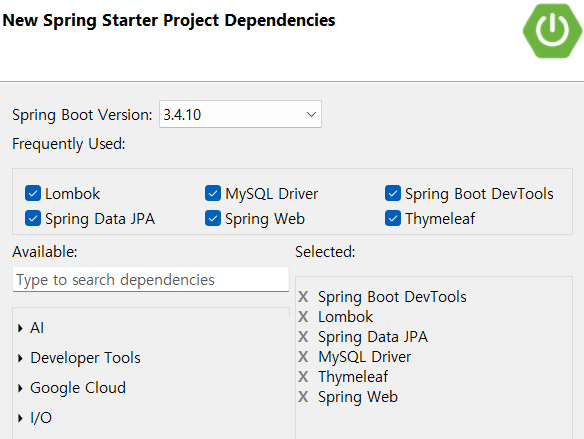 New Spring Starter Project Dependencies
Spring Boot Version: 3.4.10
Frequently Used:
Lombok MySQL Driver Spring Boot DevTools
Spring Data JPA Spring Web Thymeleaf
Available: Selected:
Type to search dependencies
X Spring Boot DevTools
X Lombok
X Spring Data JPA
X MySQL Driver
X Thymeleaf
X Spring Web
AI
Developer Tools
Google Cloud
I/O